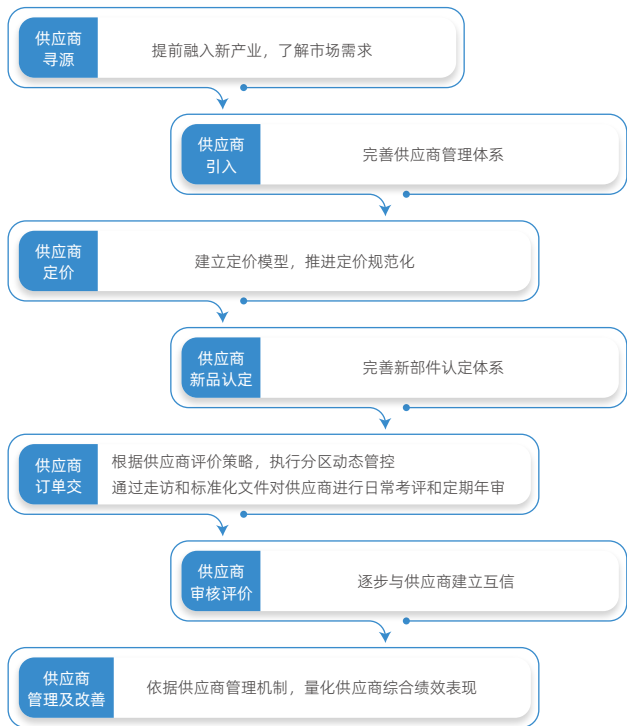 供应商
寻源
提前融入新产业，了解市场需求
供应商
引入
完善供应商管理体系
供应商
定价
建立定价模型，推进定价规范化
供应商
新品认定
完善新部件认定体系
供应商
订单交
根据供应商评价策略，执行分区动态管控
通过走访和标准化文件对供应商进行日常考评和定期年审
供应商
审核评价
逐步与供应商建立互信
供应商
管理及改善
依据供应商管理机制，量化供应商综合绩效表现